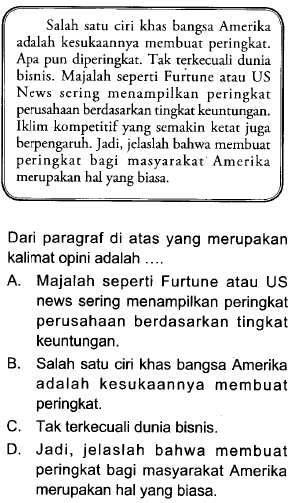 Salah satu ciri khas bangsa Amerika
adalah kesukaannya membuat peringkat.
Apa pun diperingkat. Tak terkecuali dunia
bisnis. Majalah seperti Furtune atau US
News sering menampilkan peringkat
perusahaan berdasarkan tingkat keuntungan.
Iklim kompetitif yang semakin ketat juga
berpengaruh. Jadi, jelaslah bahwa membuat
peringkat bagi masyarakat Amerika
merupakan hal yang biasa.
Dari paragraf di atas yang merupakan
kalimat opini adalah ....
A. Majalah seperti Furtune atau US
news sering menampilkan peringkat
perusahaan berdasarkan tingkat
keuntungan.
B. Salah satu ciri khas bangsa Amerika
adalah kesukaannya membuat
peringkat.
C. Tak terkecuali dunia bisnis.
D. Jadi, jelaslah bahwa membuat
peringkat bagi masyarakat Amerika
merupakan hal yang biasa.